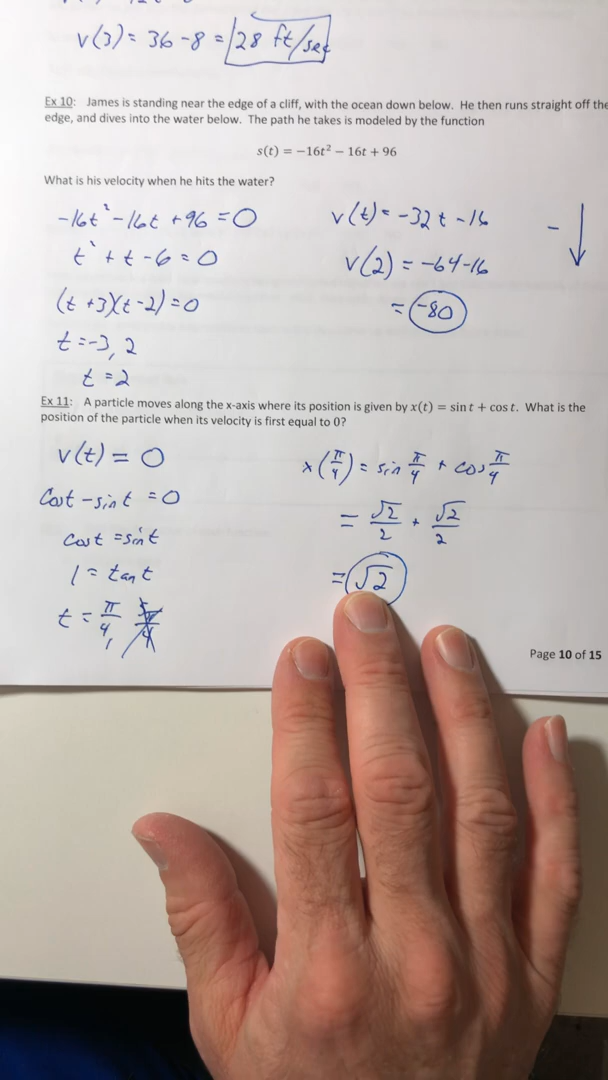 v(3) = 36 - 8 = 28 ft/sec
Ex 10: James is standing near the edge of a cliff, with the ocean down below. He then runs straight off the
edge, and dives into the water below. The path he takes is modeled by the function
s(t) = −16t² − 16t + 96
What is his velocity when he hits the water?
-16t² - 16t + 96 = 0
t² + t - 6 = 0
(t + 3)(t - 2) = 0
t = -3, 2
t = 2
v(t) = -32t - 16
v(2) = -64 - 16
= -80
-
Ex 11: A particle moves along the x-axis where its position is given by x(t) = sin t + cos t. What is the
position of the particle when its velocity is first equal to 0?
v(t) = 0
cos t - sin t = 0
cos t = sin t
1 = tan t
t = π/4,
x(π/4) = sin π/4 + cos π/4
= √2/2 + √2/2
= √2
Page 10 of 15